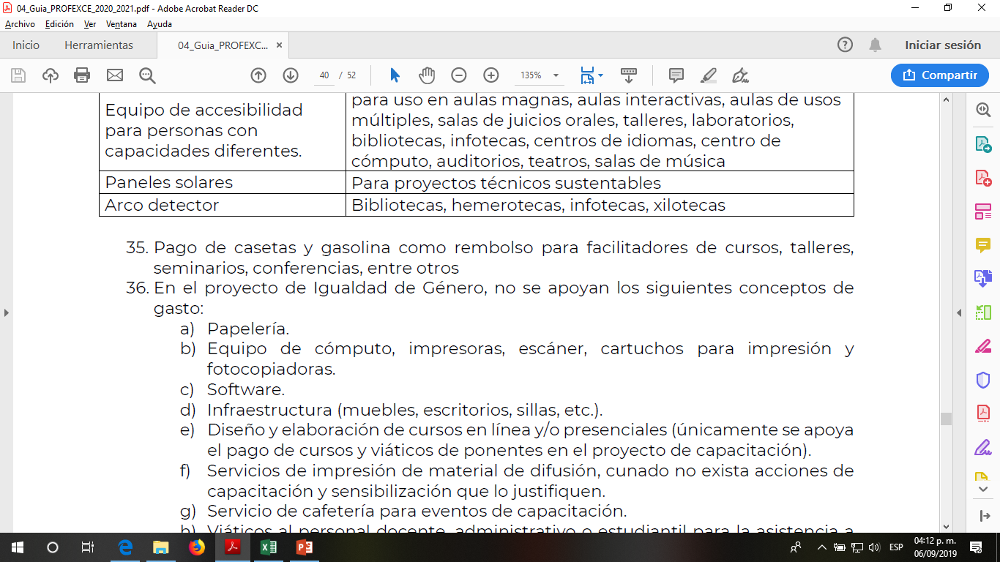 04_Guia_PROFEXCE_2020_2021.pdf - Adobe Acrobat Reader DC
Archivo Edición Ver Ventana Ayuda
Inicio Herramientas 04_Guia_PROFEXC... × Iniciar sesión
40 / 52 135% Compartir
para uso en aulas magnas, aulas interactivas, aulas de usos
Equipo de accesibilidad
múltiples, salas de juicios orales, talleres, laboratorios,
para personas con
bibliotecas, infotecas, centros de idiomas, centro de
capacidades diferentes.
cómputo, auditorios, teatros, salas de música
Paneles solares Para proyectos técnicos sustentables
Arco detector Bibliotecas, hemerotecas, infotecas, xilotecas
35. Pago de casetas y gasolina como rembolso para facilitadores de cursos, talleres,
seminarios, conferencias, entre otros
36. En el proyecto de Igualdad de Género, no se apoyan los siguientes conceptos de
gasto:
a) Papelería.
b) Equipo de cómputo, impresoras, escáner, cartuchos para impresión y
fotocopiadoras.
c) Software.
d) Infraestructura (muebles, escritorios, sillas, etc.).
e) Diseño y elaboración de cursos en línea y/o presenciales (únicamente se apoya
el pago de cursos y viáticos de ponentes en el proyecto de capacitación).
f) Servicios de impresión de material de difusión, cunado no exista acciones de
capacitación y sensibilización que lo justifiquen.
g) Servicio de cafetería para eventos de capacitación.
h) Viáticos al personal docente, administrativo o estudiantil para la asistencia a
ESP 04:12 p. m.
06/09/2019